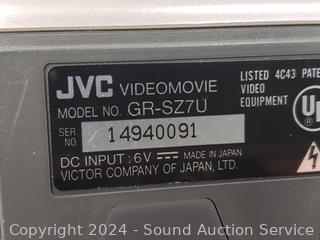 JVC VIDEOMOVIE
MODEL NO. GR-SZ7U
SER NO 14940091
DC INPUT : 6V ⎓ MADE IN JAPAN
VICTOR COMPANY OF JAPAN, LTD.
LISTED 4C43 PATE
VIDEO
EQUIPMENT
U
Copyright 2024 - Sound Auction Service